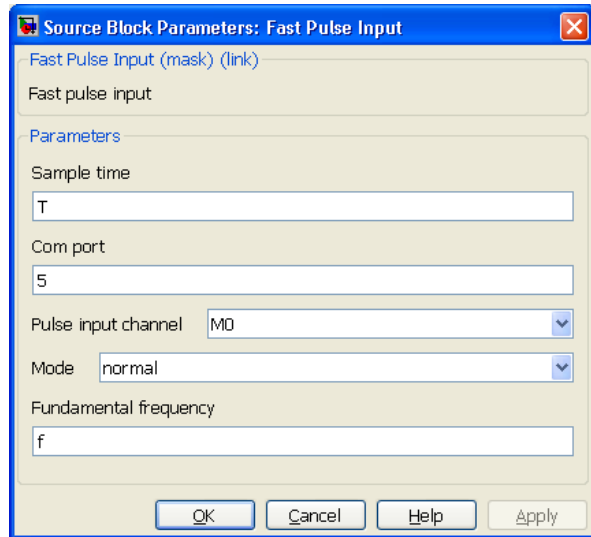 Source Block Parameters: Fast Pulse Input
Fast Pulse Input (mask) (link)
Fast pulse input
Parameters
Sample time
T
Com port
5
Pulse input channel M0
Mode normal
Fundamental frequency
f
OK Cancel Help Apply